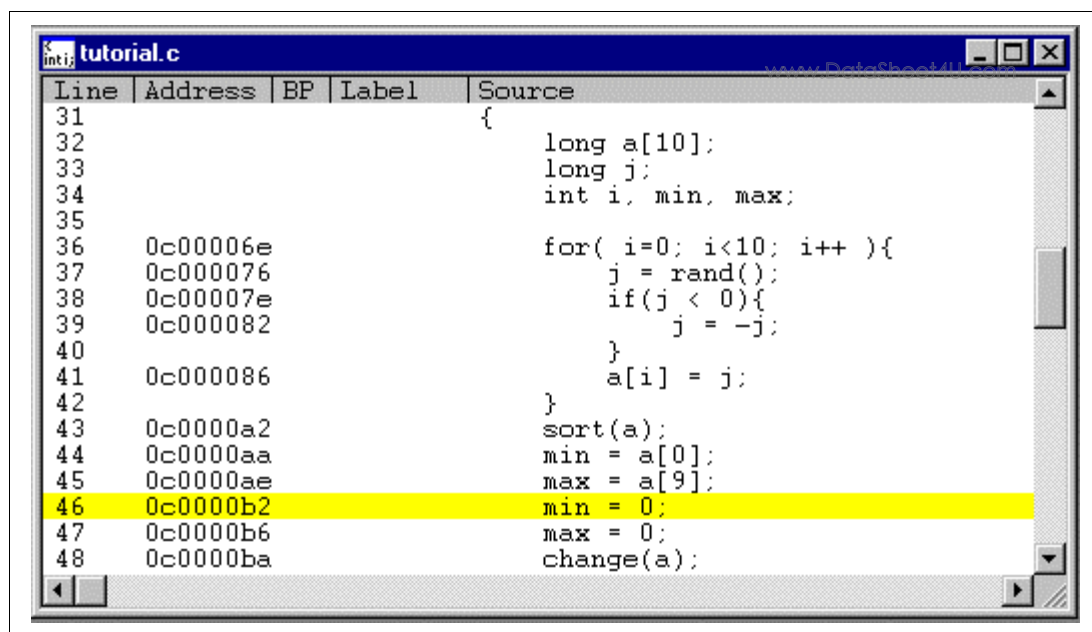 tutorial.c
www.DataSheet4U.com
Line Address BP Label Source
31 {
32 long a[10];
33 long j;
34 int i, min, max;
35
36 0c00006e for( i=0; i<10; i++ ){
37 0c000076 j = rand();
38 0c00007e if(j < 0){
39 0c000082 j = -j;
40 }
41 0c000086 a[i] = j;
42 }
43 0c0000a2 sort(a);
44 0c0000aa min = a[0];
45 0c0000ae max = a[9];
46 0c0000b2 min = 0;
47 0c0000b6 max = 0;
48 0c0000ba change(a);